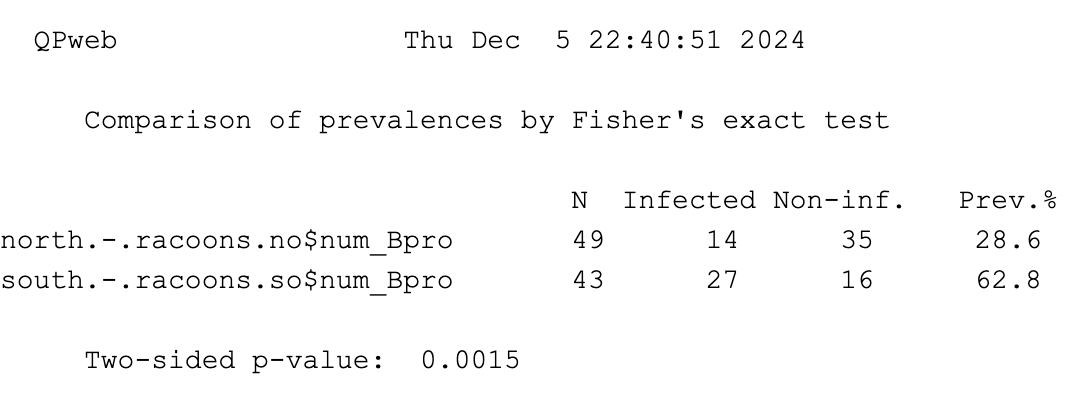 QPweb Thu Dec 5 22:40:51 2024
Comparison of prevalences by Fisher's exact test
N Infected Non-inf. Prev.%
north.-.racoons.no$num_Bpro 49 14 35 28.6
south.-.racoons.so$num_Bpro 43 27 16 62.8
Two-sided p-value: 0.0015